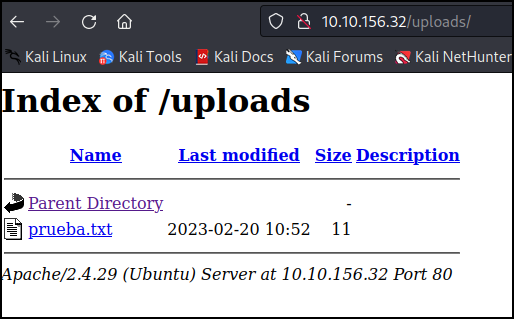 10.10.156.32/uploads/
Kali Linux Kali Tools Kali Docs Kali Forums Kali NetHunter
Index of /uploads
Name Last modified Size Description
Parent Directory -
prueba.txt 2023-02-20 10:52 11
Apache/2.4.29 (Ubuntu) Server at 10.10.156.32 Port 80